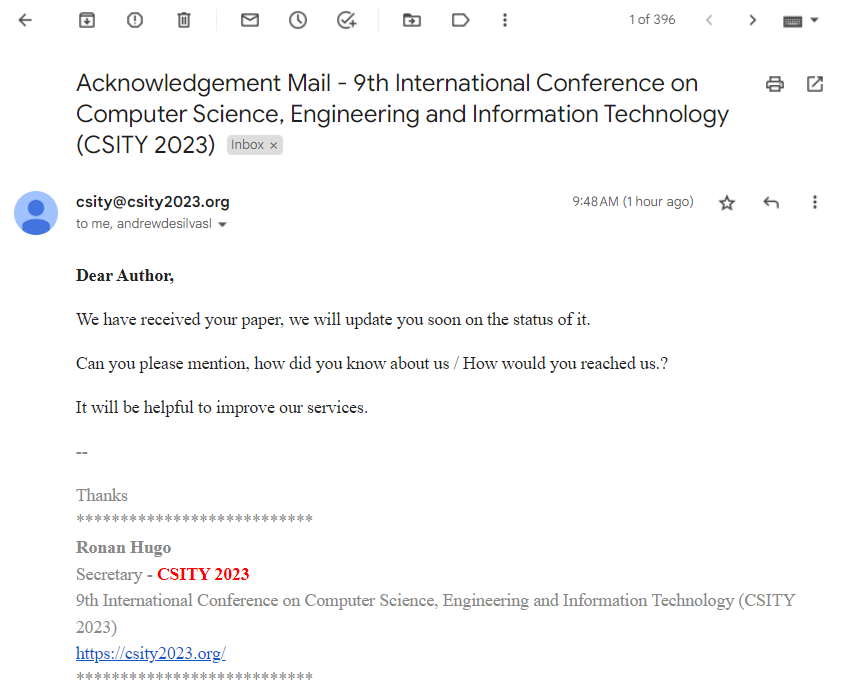 1 of 396
Acknowledgement Mail - 9th International Conference on
Computer Science, Engineering and Information Technology
(CSITY 2023) Inbox ×
csity@csity2023.org 9:48 AM (1 hour ago)
to me, andrewdesilvasl
Dear Author,
We have received your paper, we will update you soon on the status of it.
Can you please mention, how did you know about us / How would you reached us.?
It will be helpful to improve our services.
--
Thanks
***************************
Ronan Hugo
Secretary - CSITY 2023
9th International Conference on Computer Science, Engineering and Information Technology (CSITY
2023)
https://csity2023.org/
***************************